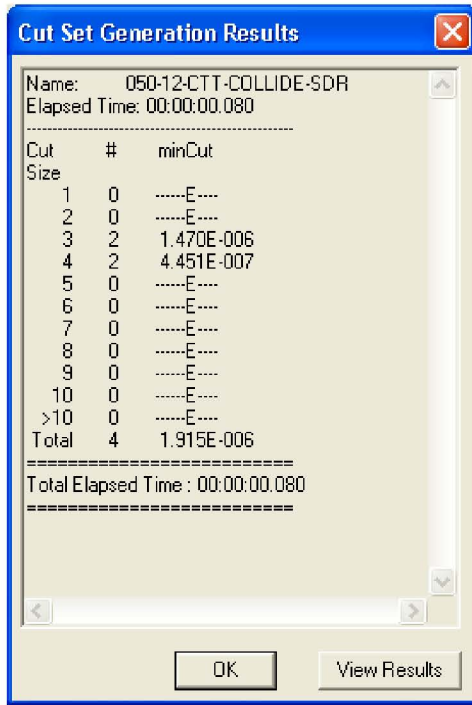 Cut Set Generation Results
Name: 050-12-CTT-COLLIDE-SDR
Elapsed Time: 00:00:00.080
--------------------------------------------------
Cut # minCut
Size
1 0 ------E----
2 0 ------E----
3 2 1.470E-006
4 2 4.451E-007
5 0 ------E----
6 0 ------E----
7 0 ------E----
8 0 ------E----
9 0 ------E----
10 0 ------E----
>10 0 ------E----
Total 4 1.915E-006
===========================
Total Elapsed Time : 00:00:00.080
===========================
OK View Results